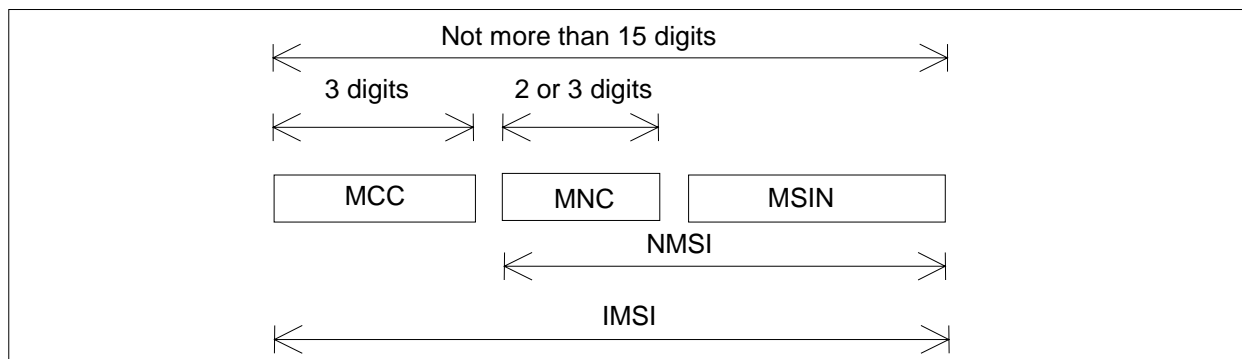 Not more than 15 digits
3 digits
2 or 3 digits
MCC
MNC
MSIN
NMSI
IMSI